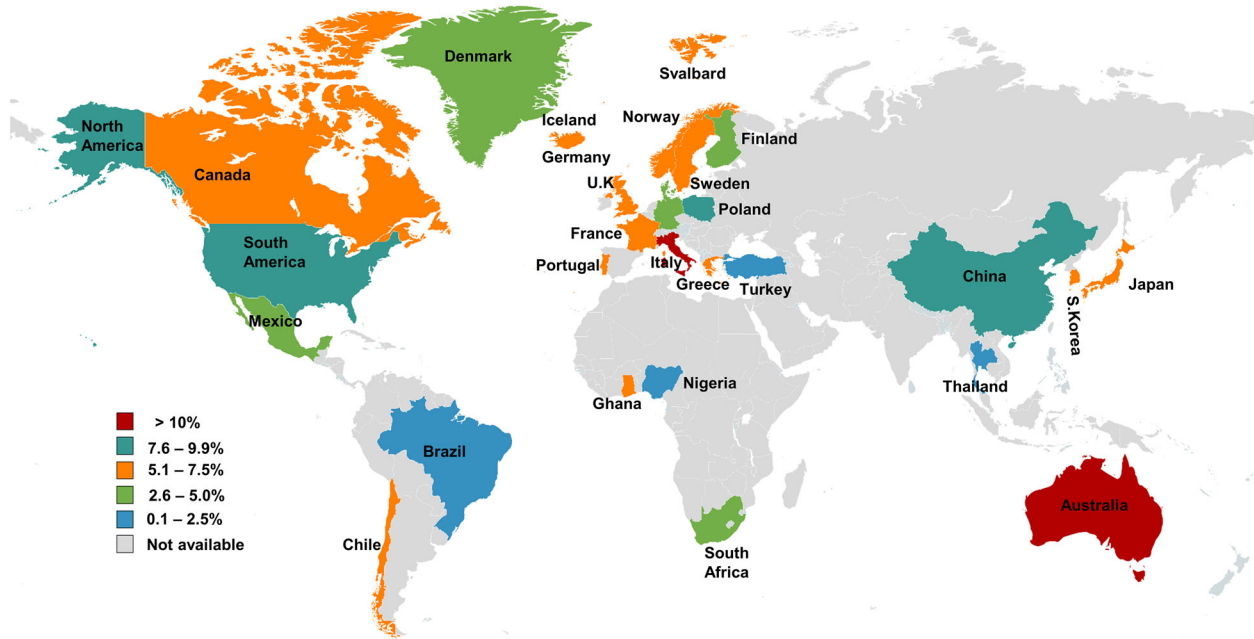 Denmark
Svalbard
North
America
Iceland
Norway
Finland
Germany
Canada
U.K
Sweden
Poland
South
America
France
Portugal
Italy
Greece
Turkey
China
Japan
S.Korea
Mexico
Thailand
Nigeria
Ghana
> 10%
7.6 – 9.9%
5.1 – 7.5%
2.6 – 5.0%
0.1 – 2.5%
Not available
Brazil
Chile
South
Africa
Australia